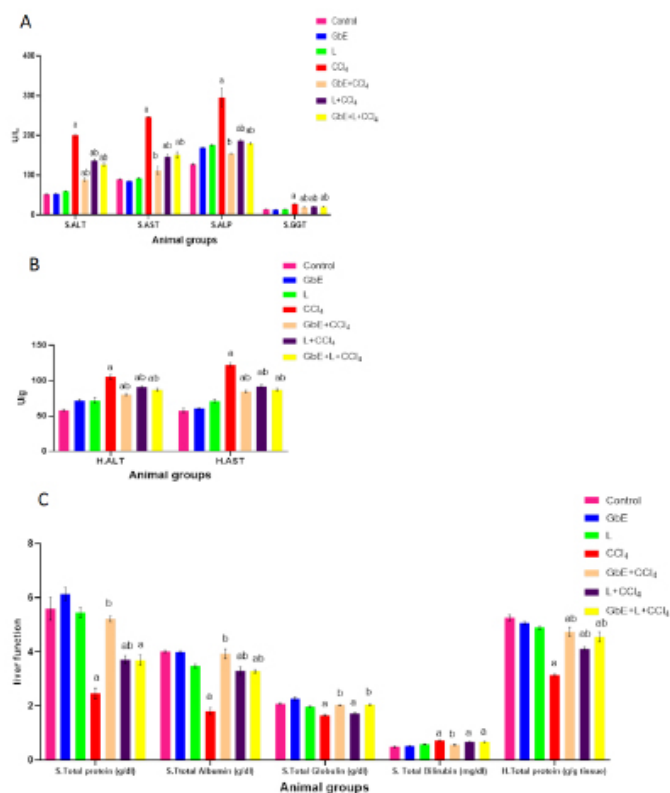 A
Control
GbE
L
CCl4
GbE+CCl4
L+CCl4
GbE+L+CCl4
400
300
200
100
0
U/L
a
ab
ab
ab
a
b
ab
ab
a
b
ab
ab
a
ab
ab
ab
S.ALT
S.AST
S.ALP
S.GGT
Animal groups
B
Control
GbE
L
CCl4
GbE+CCl4
L+CCl4
GbE+L+CCl4
150
100
50
0
U/g
a
ab
ab
ab
a
ab
ab
ab
H.ALT
H.AST
Animal groups
C
Control
GbE
L
CCl4
GbE+CCl4
L+CCl4
GbE+L+CCl4
8
6
4
2
0
liver function
a
b
ab
a
a
b
ab
ab
a
b
a
b
a
b
a
a
a
ab
ab
ab
S.Total protein (g/dl)
S.Trotal Albumin (g/dl)
S.Total Globulin (g/dl)
S. Total Dilirubin (mg/dl)
H.Total protein (g/g tissue)
Animal groups